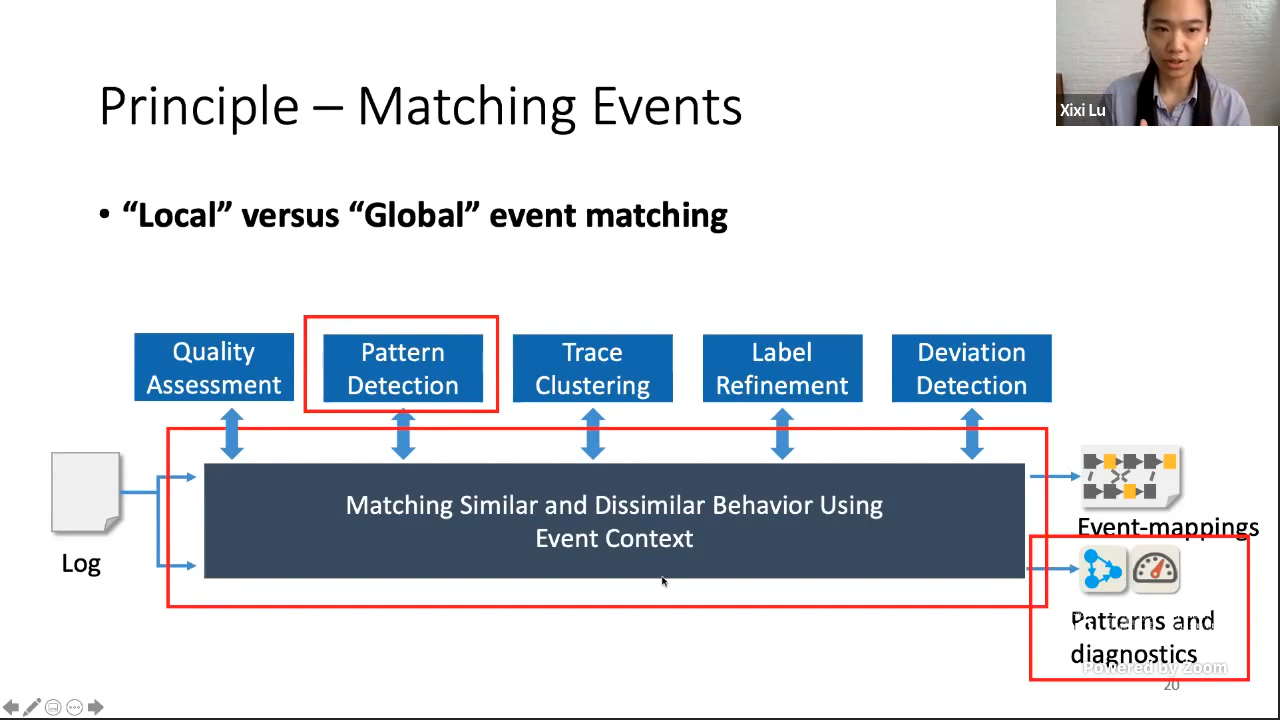 Xixi Lu
Principle – Matching Events
• “Local” versus “Global” event matching
Quality
Assessment
Pattern
Detection
Trace
Clustering
Label
Refinement
Deviation
Detection
Matching Similar and Dissimilar Behavior Using
Event Context
Log
Event-mappings
Patterns and
diagnostics
Powered by Zoom
20